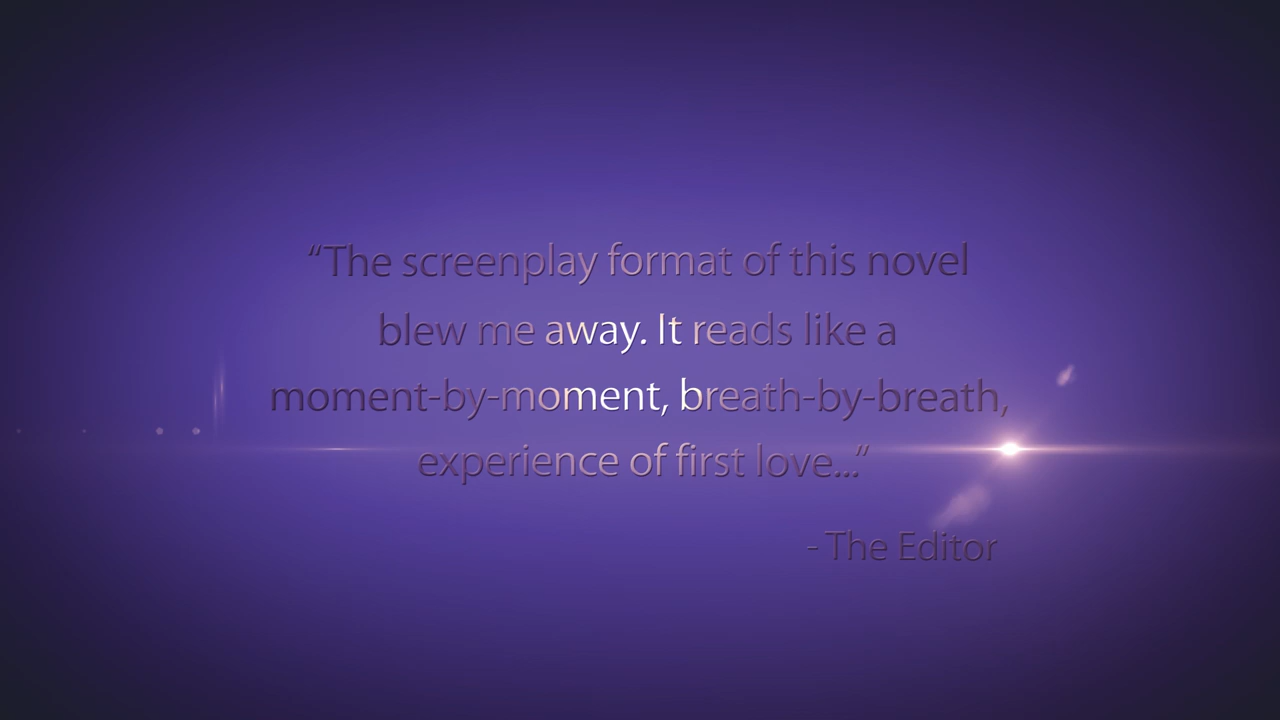 “The screenplay format of this novel
blew me away. It reads like a
moment-by-moment, breath-by-breath,
experience of first love...”
- The Editor